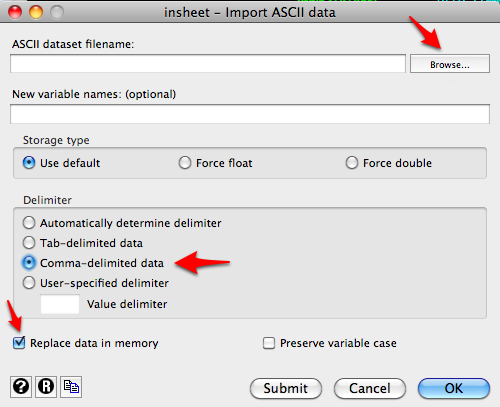 insheet – Import ASCII data
ASCII dataset filename:
Browse...
New variable names: (optional)
Storage type
Use default Force float Force double
Delimiter
Automatically determine delimiter
Tab-delimited data
Comma-delimited data
User-specified delimiter
Value delimiter
Replace data in memory Preserve variable case
? R Submit Cancel OK